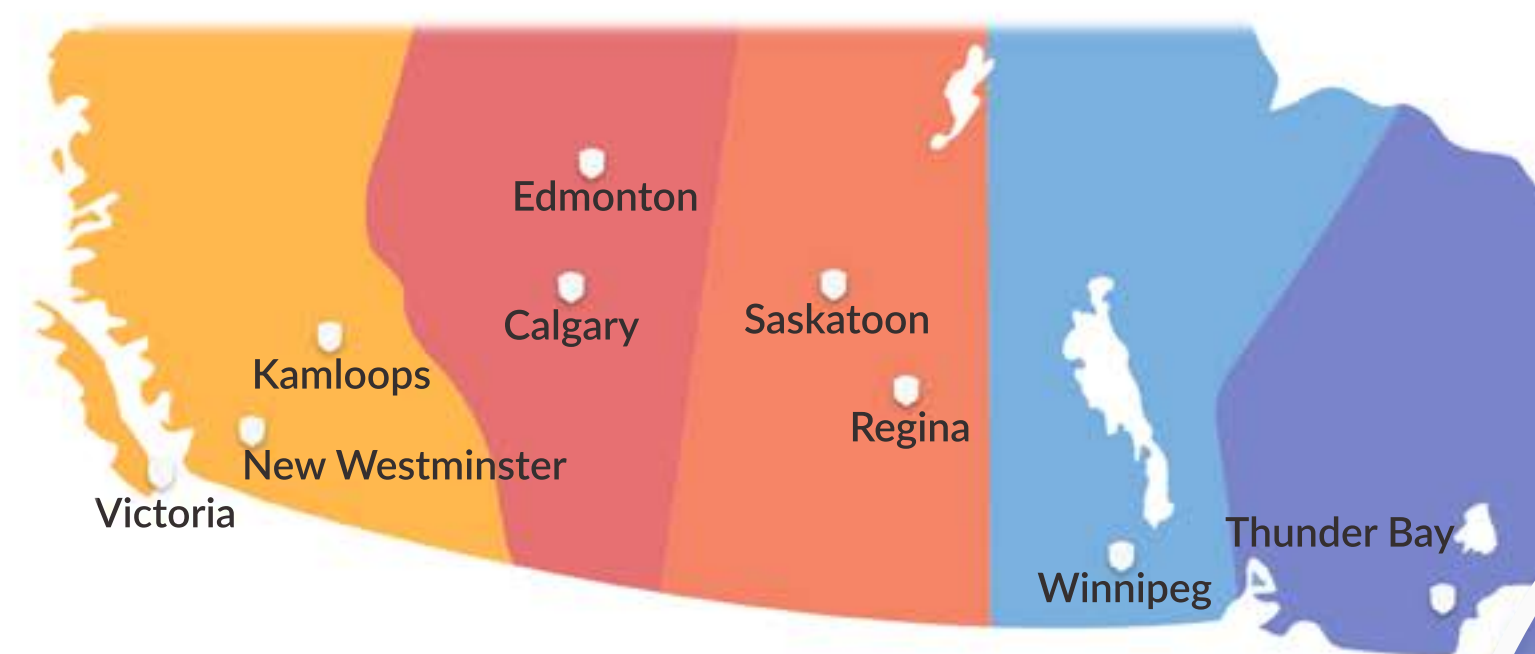 Edmonton
Calgary
Saskatoon
Kamloops
Regina
New Westminster
Victoria
Thunder Bay
Winnipeg